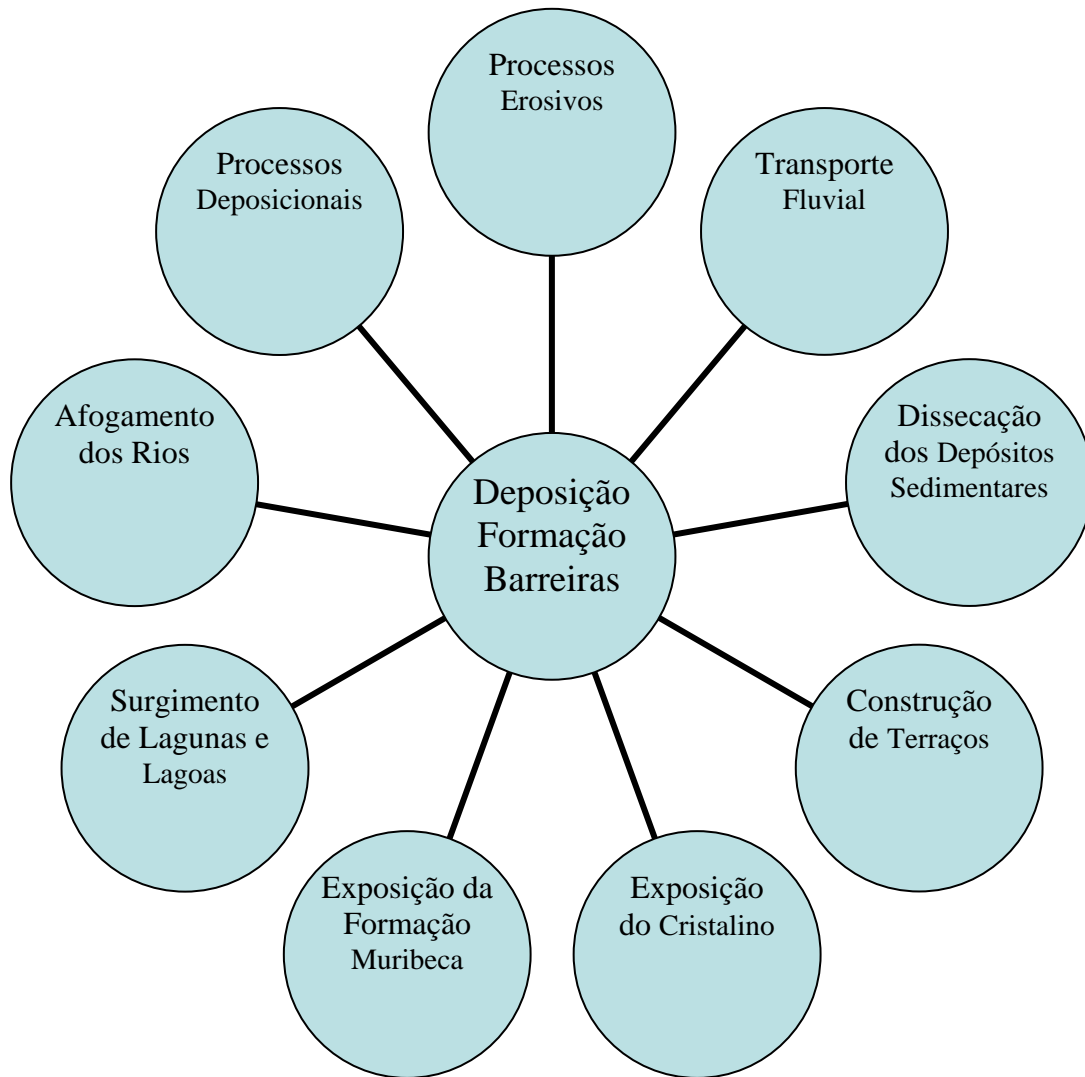 Processos
Erosivos
Transporte
Fluvial
Dissecação
dos Depósitos
Sedimentares
Construção
de Terraços
Exposição
do Cristalino
Exposição da
Formação
Muribeca
Surgimento
de Lagunas e
Lagoas
Afogamento
dos Rios
Processos
Deposicionais
Deposição
Formação
Barreiras